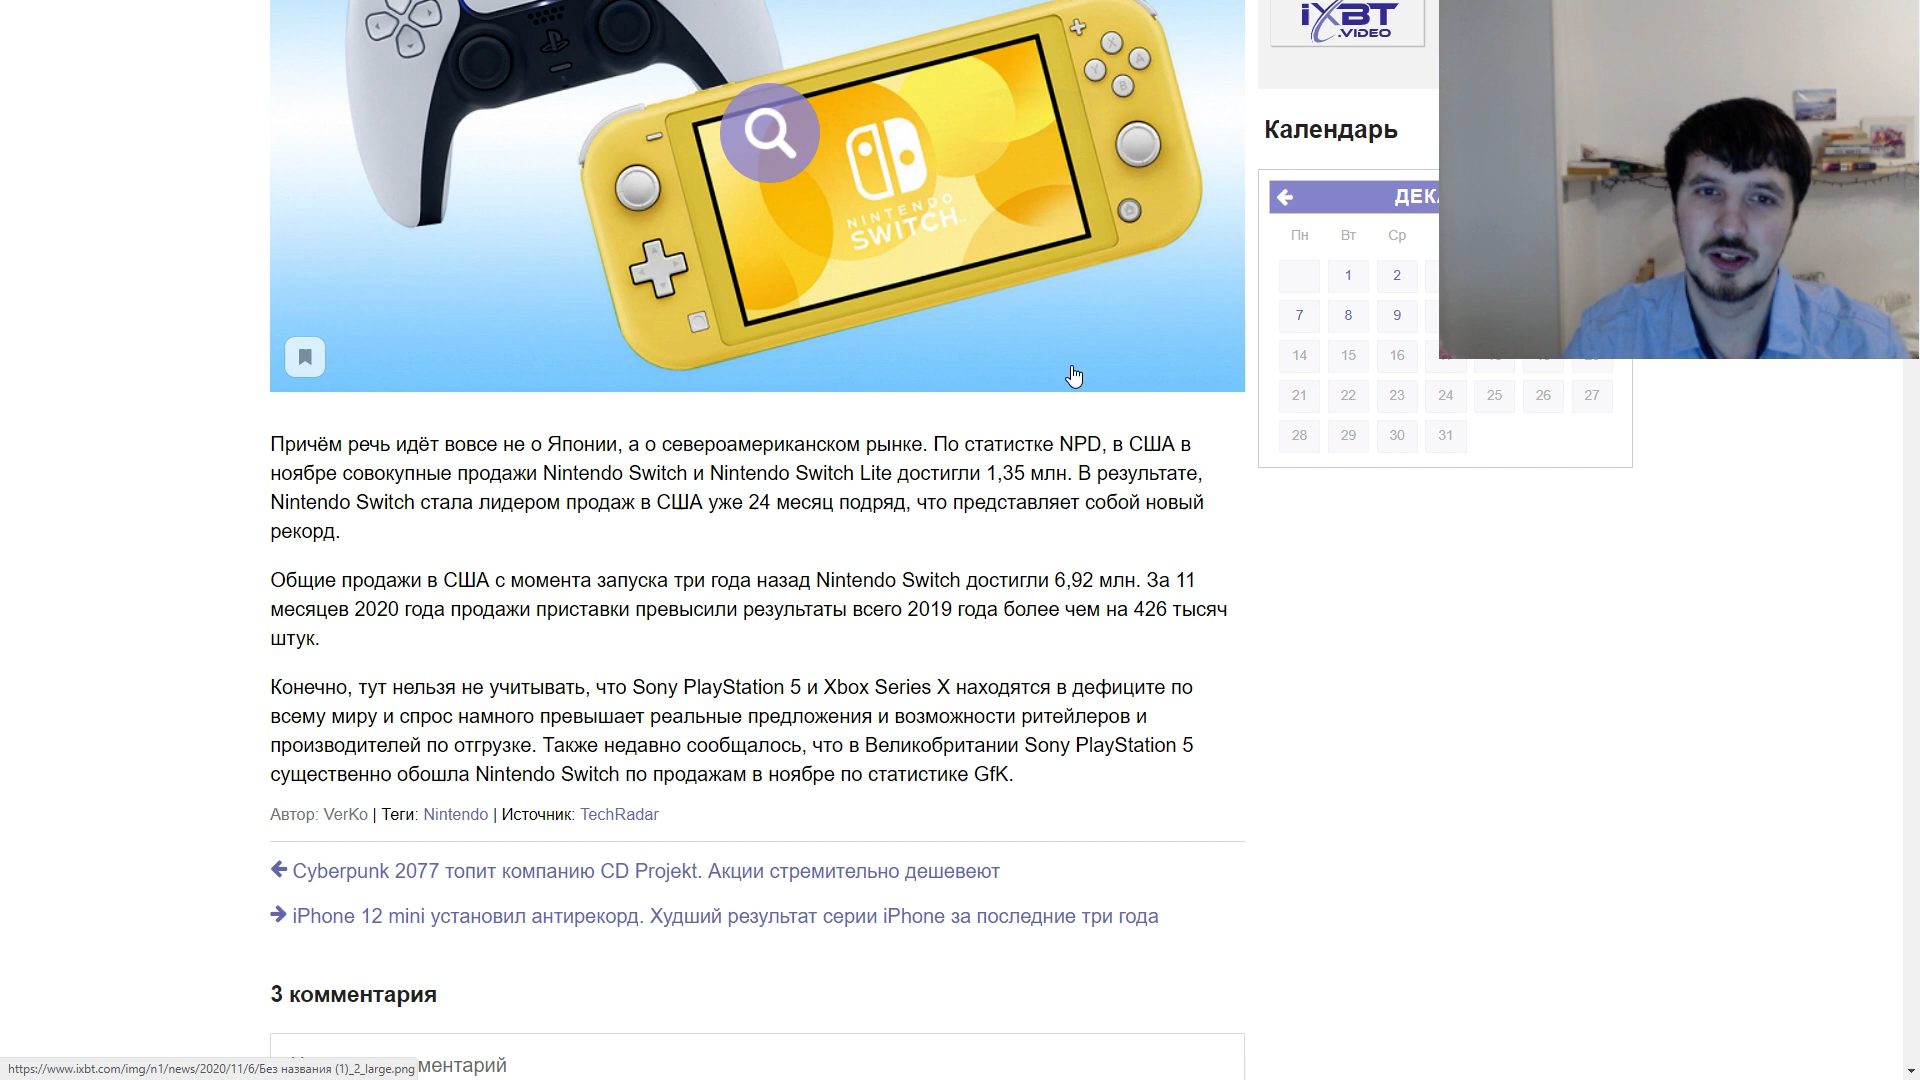 NINTENDO
SWITCH
X
A
Y
B
iXBT
.VIDEO
Календарь
ДЕК
Пн Вт Ср
1 2
7 8 9
14 15 16
21 22 23 24 25 26 27
28 29 30 31
Причём речь идёт вовсе не о Японии, а о североамериканском рынке. По статистке NPD, в США в
ноябре совокупные продажи Nintendo Switch и Nintendo Switch Lite достигли 1,35 млн. В результате,
Nintendo Switch стала лидером продаж в США уже 24 месяц подряд, что представляет собой новый
рекорд.
Общие продажи в США с момента запуска три года назад Nintendo Switch достигли 6,92 млн. За 11
месяцев 2020 года продажи приставки превысили результаты всего 2019 года более чем на 426 тысяч
штук.
Конечно, тут нельзя не учитывать, что Sony PlayStation 5 и Xbox Series X находятся в дефиците по
всему миру и спрос намного превышает реальные предложения и возможности ритейлеров и
производителей по отгрузке. Также недавно сообщалось, что в Великобритании Sony PlayStation 5
существенно обошла Nintendo Switch по продажам в ноябре по статистике GfK.
Автор: VerKo | Теги: Nintendo | Источник: TechRadar
Cyberpunk 2077 топит компанию CD Projekt. Акции стремительно дешевеют
iPhone 12 mini установил антирекорд. Худший результат серии iPhone за последние три года
3 комментария
ментарий
https://www.ixbt.com/img/n1/news/2020/11/6/Без названия (1)_2_large.png